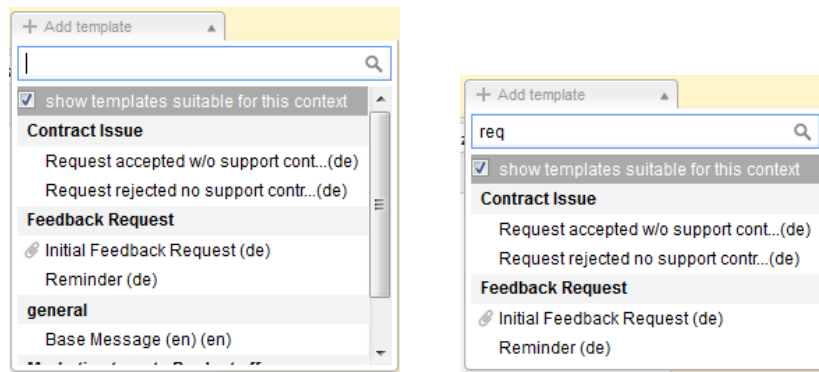 Add template
show templates suitable for this context
Contract Issue
Request accepted w/o support cont...(de)
Request rejected no support contr...(de)
Feedback Request
Initial Feedback Request (de)
Reminder (de)
general
Base Message (en) (en)
Add template
req
show templates suitable for this context
Contract Issue
Request accepted w/o support cont...(de)
Request rejected no support contr...(de)
Feedback Request
Initial Feedback Request (de)
Reminder (de)